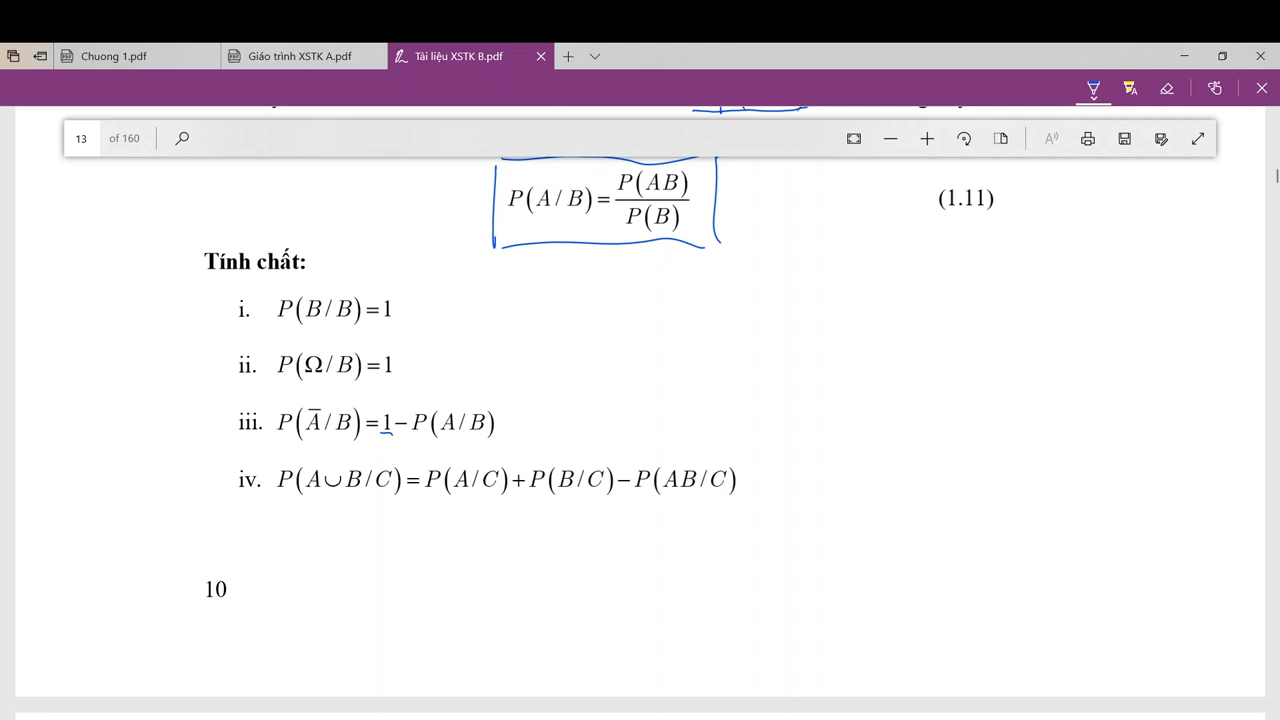 Chuong 1.pdf
Giáo trình XSTK A.pdf
Tài liệu XSTK B.pdf
13 of 160
P(A/B) = P(AB)/P(B) (1.11)
Tính chất:
i. P(B/B) = 1
ii. P(Ω/B) = 1
iii. P(A̅/B) = 1 − P(A/B)
iv. P(A∪B/C) = P(A/C) + P(B/C) − P(AB/C)
10